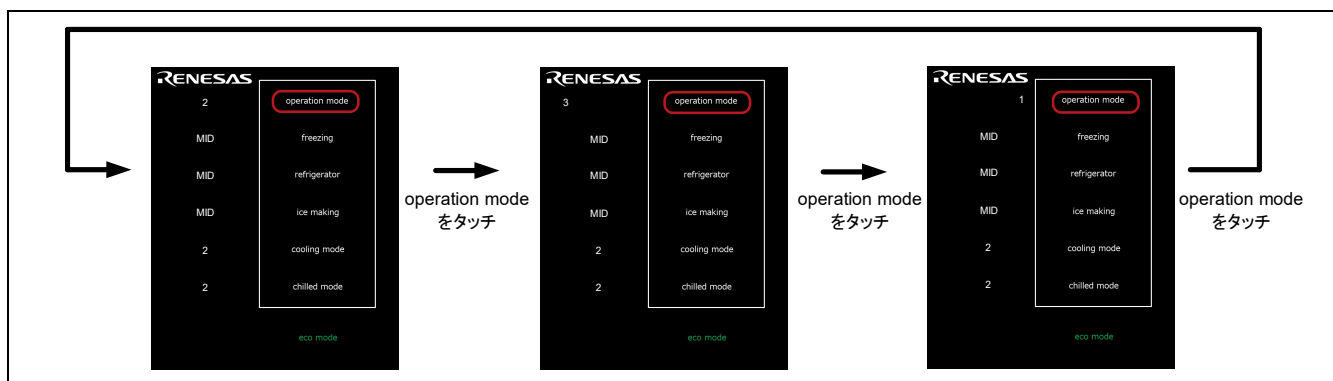 RENESAS
2 operation mode
MID freezing
MID refrigerator
MID ice making
2 cooling mode
2 chilled mode
eco mode
operation mode
をタッチ
RENESAS
3 operation mode
MID freezing
MID refrigerator
MID ice making
2 cooling mode
2 chilled mode
eco mode
operation mode
をタッチ
RENESAS
1 operation mode
MID freezing
MID refrigerator
MID ice making
2 cooling mode
2 chilled mode
eco mode
operation mode
をタッチ